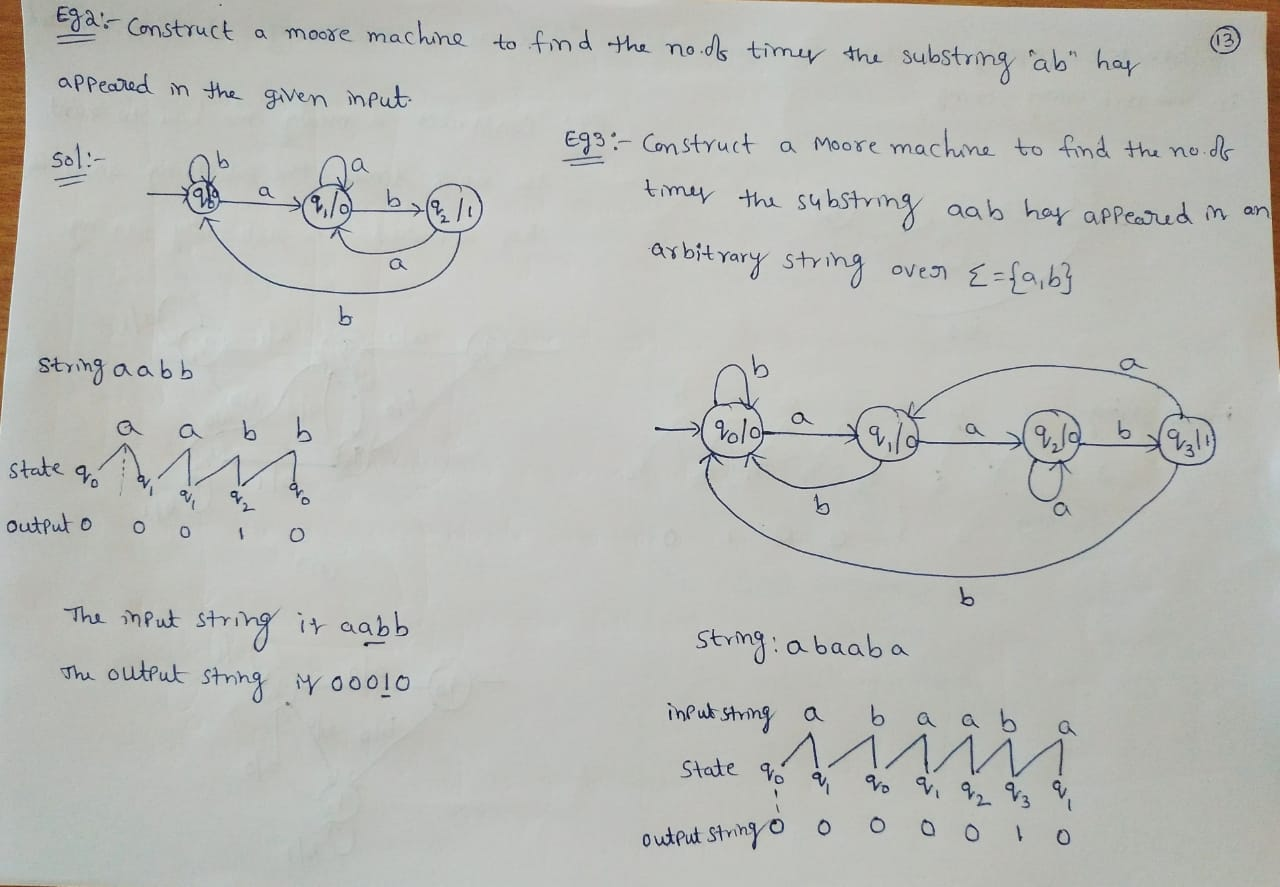 Eg2:- Construct a moore machine to find the no.of times the substring "ab" has
13
appeared in the given input.
Sol:-
b
a
q0/0
a
q1/0
b
q2/1
a
b
String aabb
a a b b
State q0 q1 q1 q2 q0
output 0 0 0 1 0
The input string is aabb
The output string is 00010
Eg3:- Construct a Moore machine to find the no.of
times the substring aab has appeared in an
arbitrary string over Σ={a,b}
a
b
q0/0
a
q1/0
a
q2/0
b
q3/1
b
a
b
String: abaaba
input string a b a a b a
State q0 q1 q0 q1 q2 q3 q1
output string 0 0 0 0 0 1 0